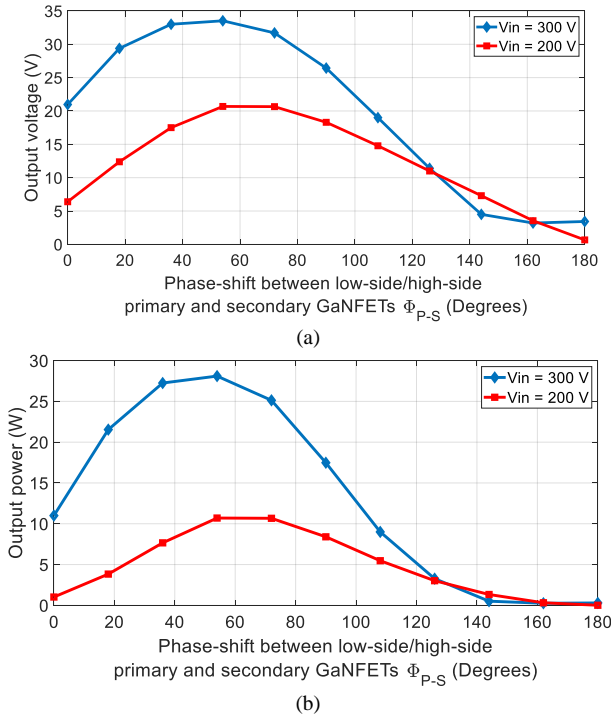 35
30
25
20
15
10
5
0
Output voltage (V)
Vin = 300 V
Vin = 200 V
0 20 40 60 80 100 120 140 160 180
Phase-shift between low-side/high-side
primary and secondary GaNFETs Φ_P-S (Degrees)
(a)
30
25
20
15
10
5
0
Output power (W)
Vin = 300 V
Vin = 200 V
0 20 40 60 80 100 120 140 160 180
Phase-shift between low-side/high-side
primary and secondary GaNFETs Φ_P-S (Degrees)
(b)